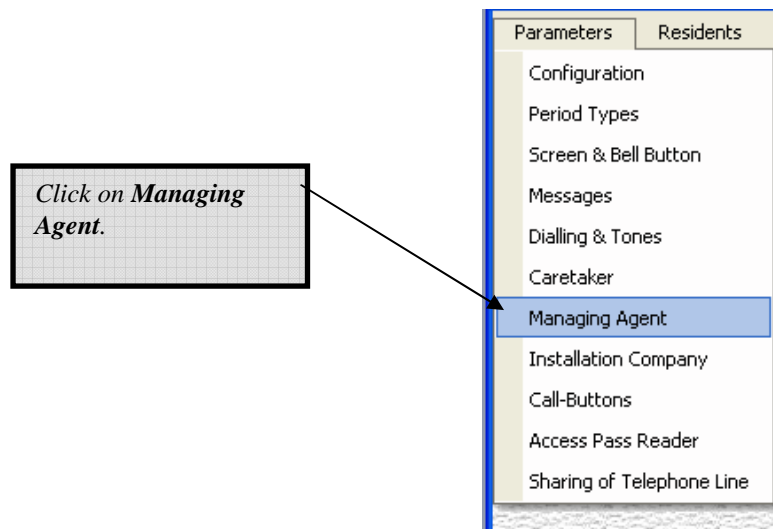 Parameters Residents
Configuration
Period Types
Screen & Bell Button
Click on Managing
Agent.
Messages
Dialling & Tones
Caretaker
Managing Agent
Installation Company
Call-Buttons
Access Pass Reader
Sharing of Telephone Line